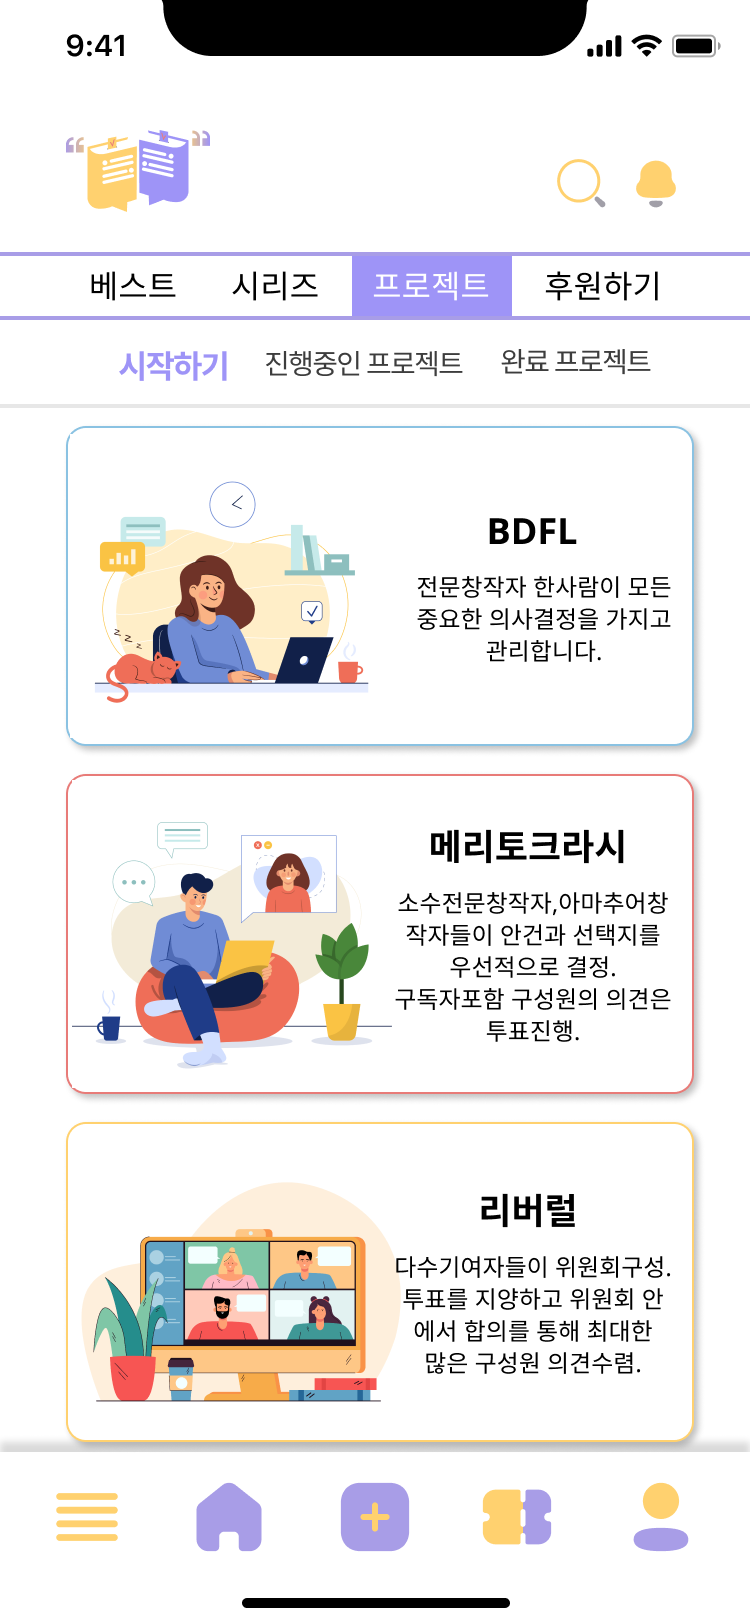 9:41
베스트 시리즈 프로젝트 후원하기
시작하기 진행중인 프로젝트 완료 프로젝트
BDFL
전문창작자 한사람이 모든
중요한 의사결정을 가지고
관리합니다.
메리토크라시
소수전문창작자,아마추어창
작자들이 안건과 선택지를
우선적으로 결정.
구독자포함 구성원의 의견은
투표진행.
리버럴
다수기여자들이 위원회구성.
투표를 지양하고 위원회 안
에서 합의를 통해 최대한
많은 구성원 의견수렴.